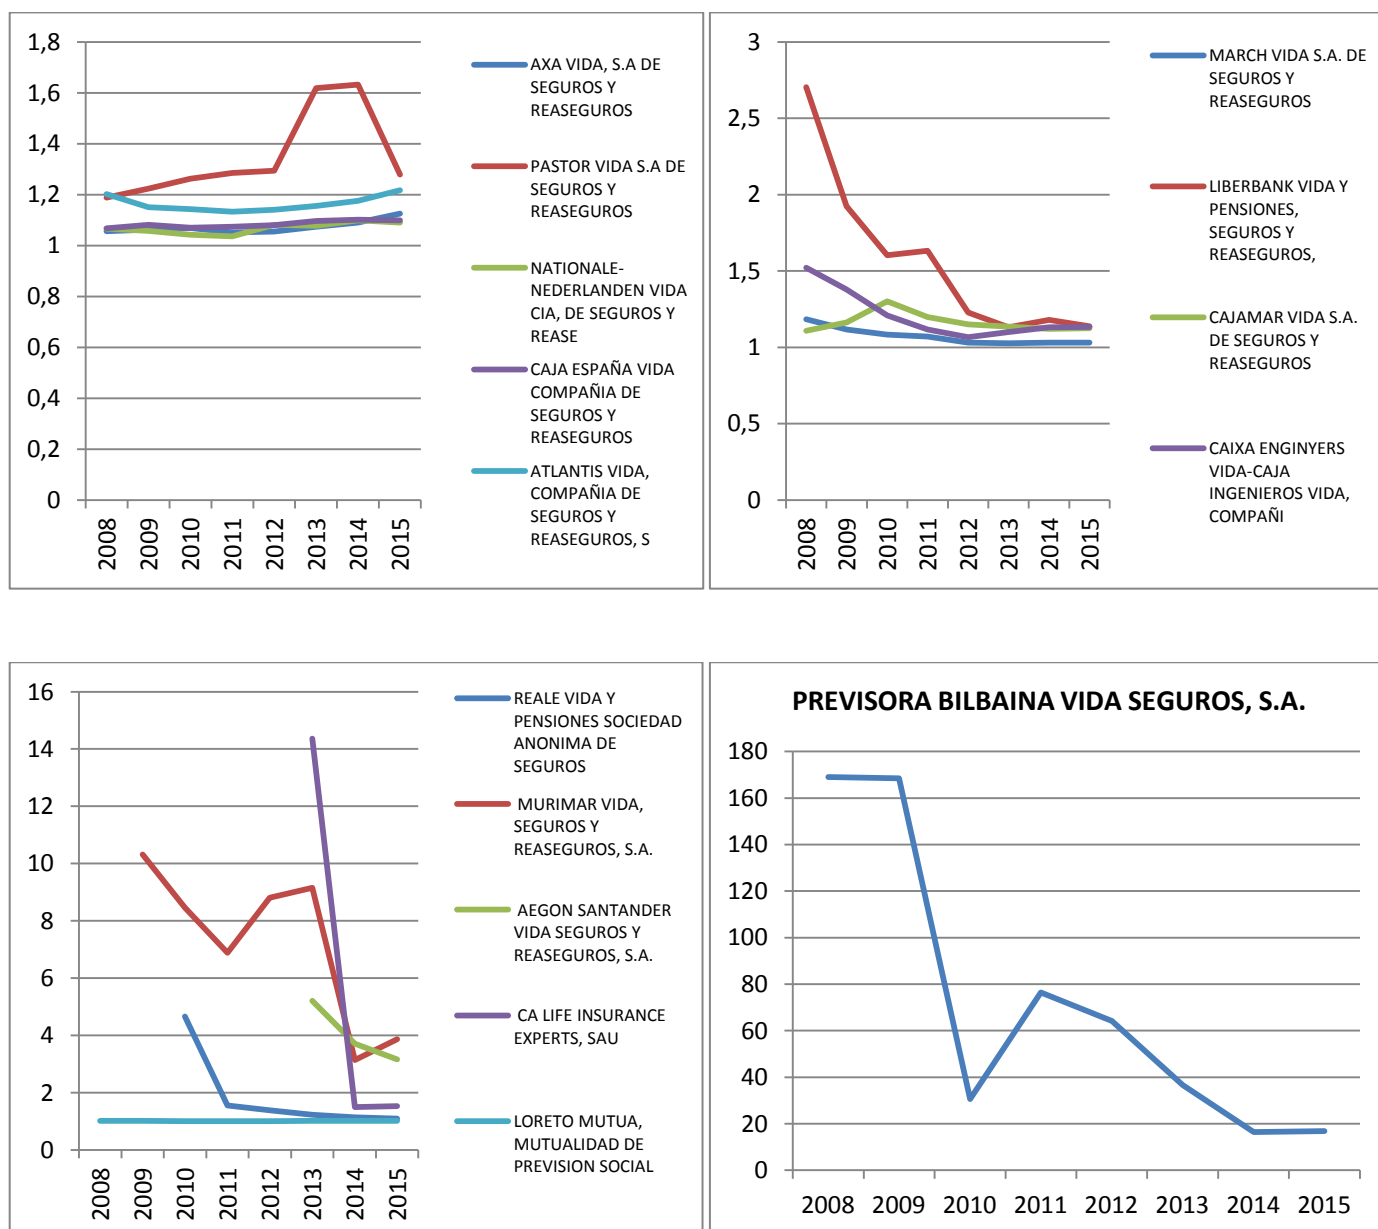 1,8
1,6
1,4
1,2
1
0,8
0,6
0,4
0,2
0
2008
2009
2010
2011
2012
2013
2014
2015
AXA VIDA, S.A DE
SEGUROS Y
REASEGUROS
PASTOR VIDA S.A DE
SEGUROS Y
REASEGUROS
NATIONALE-
NEDERLANDEN VIDA
CIA, DE SEGUROS Y
REASE
CAJA ESPAÑA VIDA
COMPAÑIA DE
SEGUROS Y
REASEGUROS
ATLANTIS VIDA,
COMPAÑIA DE
SEGUROS Y
REASEGUROS, S
3
2,5
2
1,5
1
0,5
0
2008
2009
2010
2011
2012
2013
2014
2015
MARCH VIDA S.A. DE
SEGUROS Y
REASEGUROS
LIBERBANK VIDA Y
PENSIONES,
SEGUROS Y
REASEGUROS,
CAJAMAR VIDA S.A.
DE SEGUROS Y
REASEGUROS
CAIXA ENGINYERS
VIDA-CAJA
INGENIEROS VIDA,
COMPAÑI
16
14
12
10
8
6
4
2
0
2008
2009
2010
2011
2012
2013
2014
2015
REALE VIDA Y
PENSIONES SOCIEDAD
ANONIMA DE
SEGUROS
MURIMAR VIDA,
SEGUROS Y
REASEGUROS, S.A.
AEGON SANTANDER
VIDA SEGUROS Y
REASEGUROS, S.A.
CA LIFE INSURANCE
EXPERTS, SAU
LORETO MUTUA,
MUTUALIDAD DE
PREVISION SOCIAL
PREVISORA BILBAINA VIDA SEGUROS, S.A.
180
160
140
120
100
80
60
40
20
0
2008 2009 2010 2011 2012 2013 2014 2015